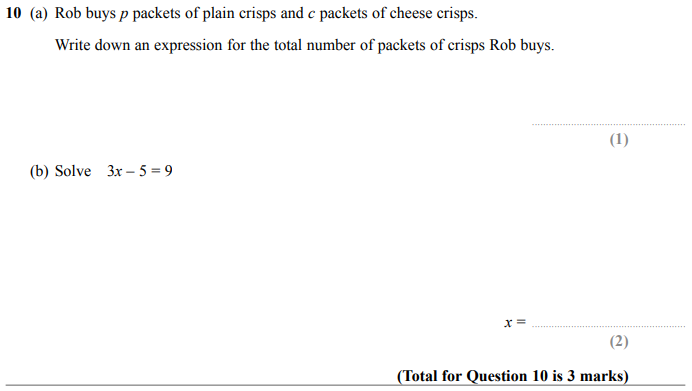 10 (a) Rob buys p packets of plain crisps and c packets of cheese crisps.
Write down an expression for the total number of packets of crisps Rob buys.
(1)
(b) Solve 3x – 5 = 9
x =
(2)
(Total for Question 10 is 3 marks)